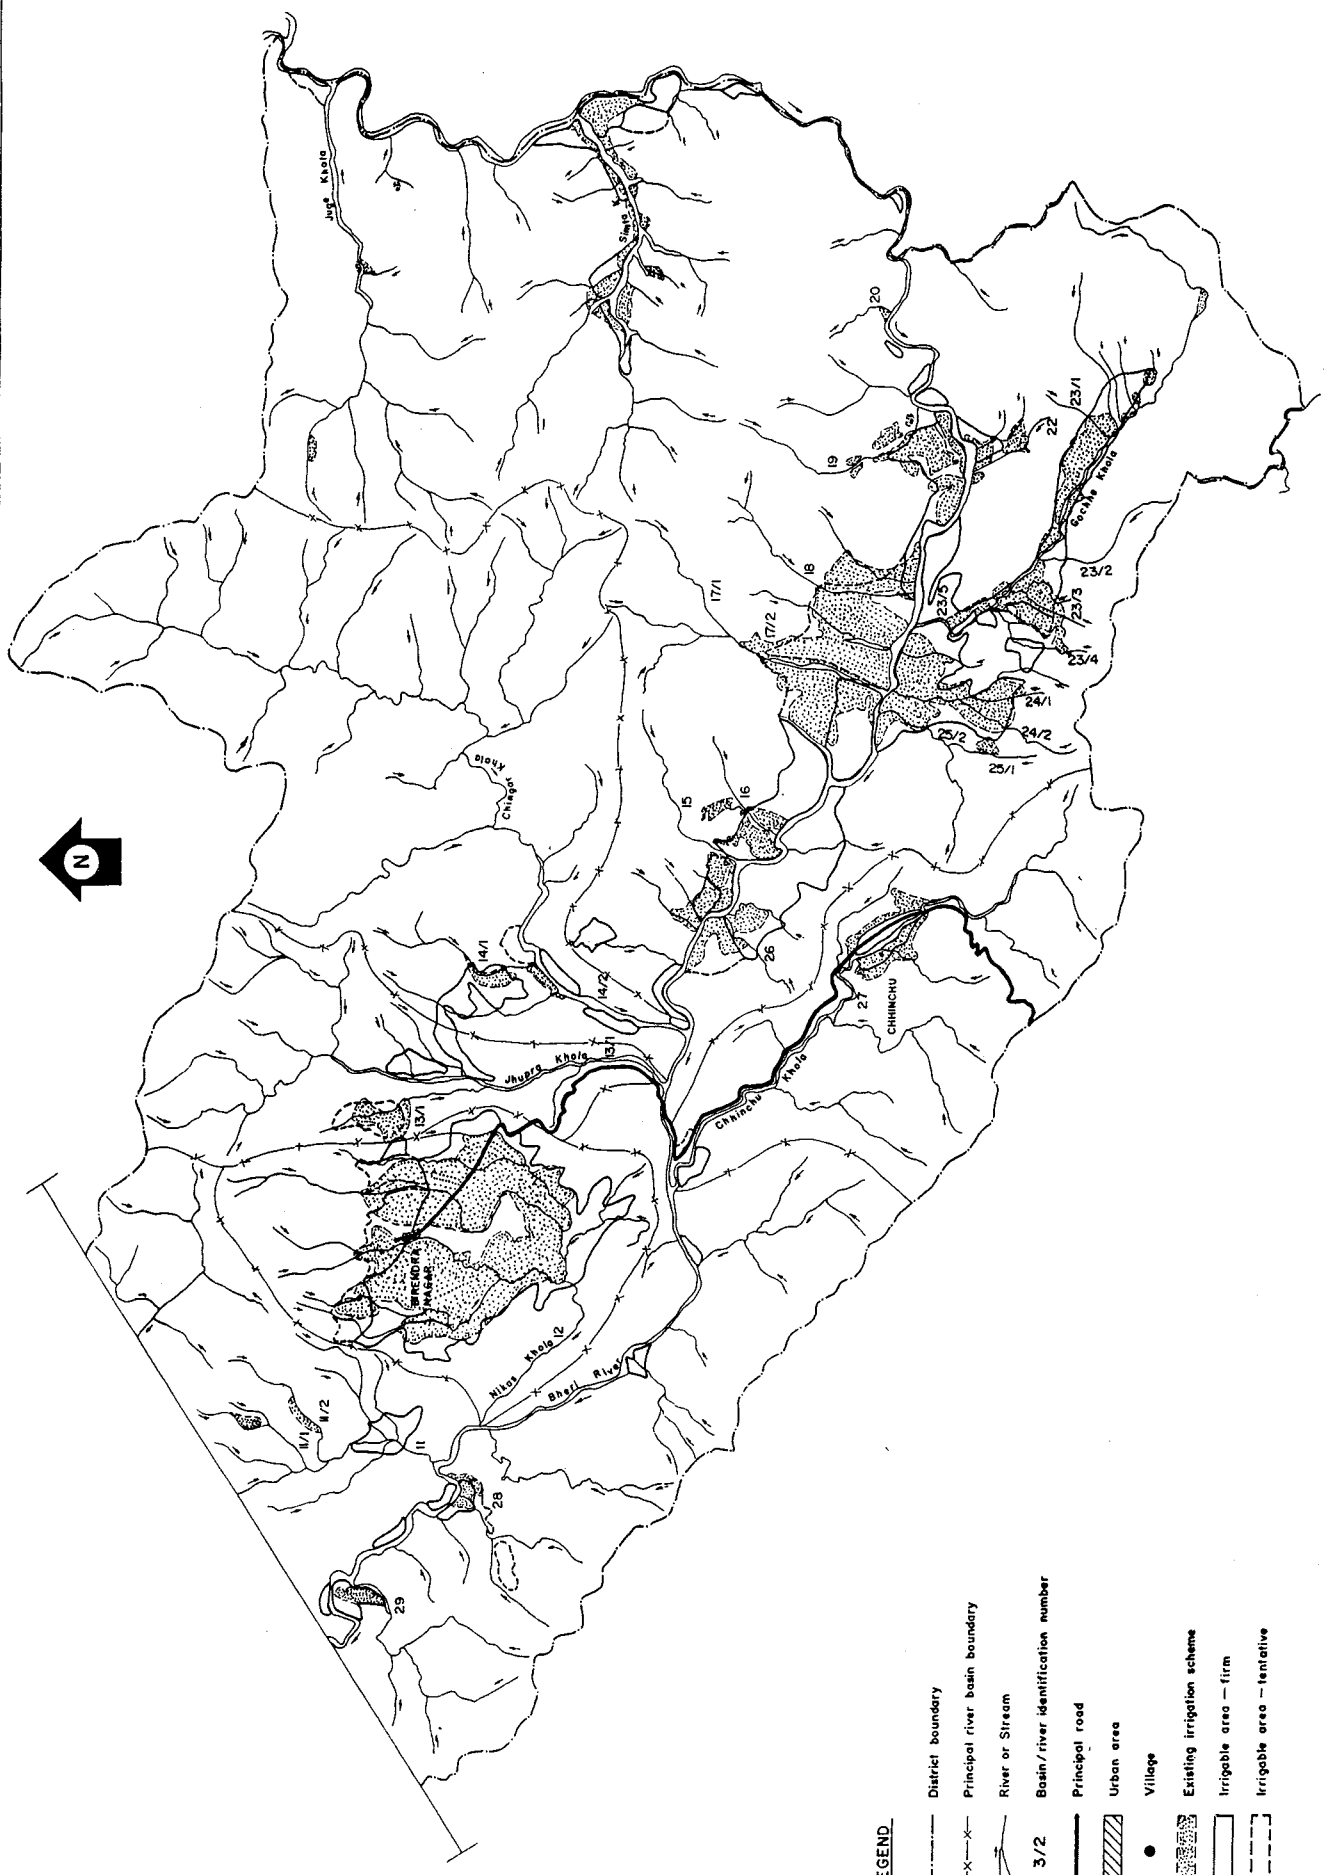 N
Juge Khola
Simta
K
20
19
22
23/1
Gochhe Khola
18
17/1
17/2
23/5
23/2
23/3
23/4
24/1
24/2
25/2
25/1
Chingar Khola
15
16
26
14/1
14/2
13/1
Jhupra Khola
13/1
27
CHHINCHU
Chhinchu Khola
BIRENDRA
NAGAR
Nikas Khola 12
Bheri River
11/2
11/1
11
28
29
EGEND
District boundary
Principal river basin boundary
River or Stream
3/2 Basin/river identification number
Principal road
Urban area
Village
Existing irrigation scheme
Irrigable area – firm
Irrigable area – tentative